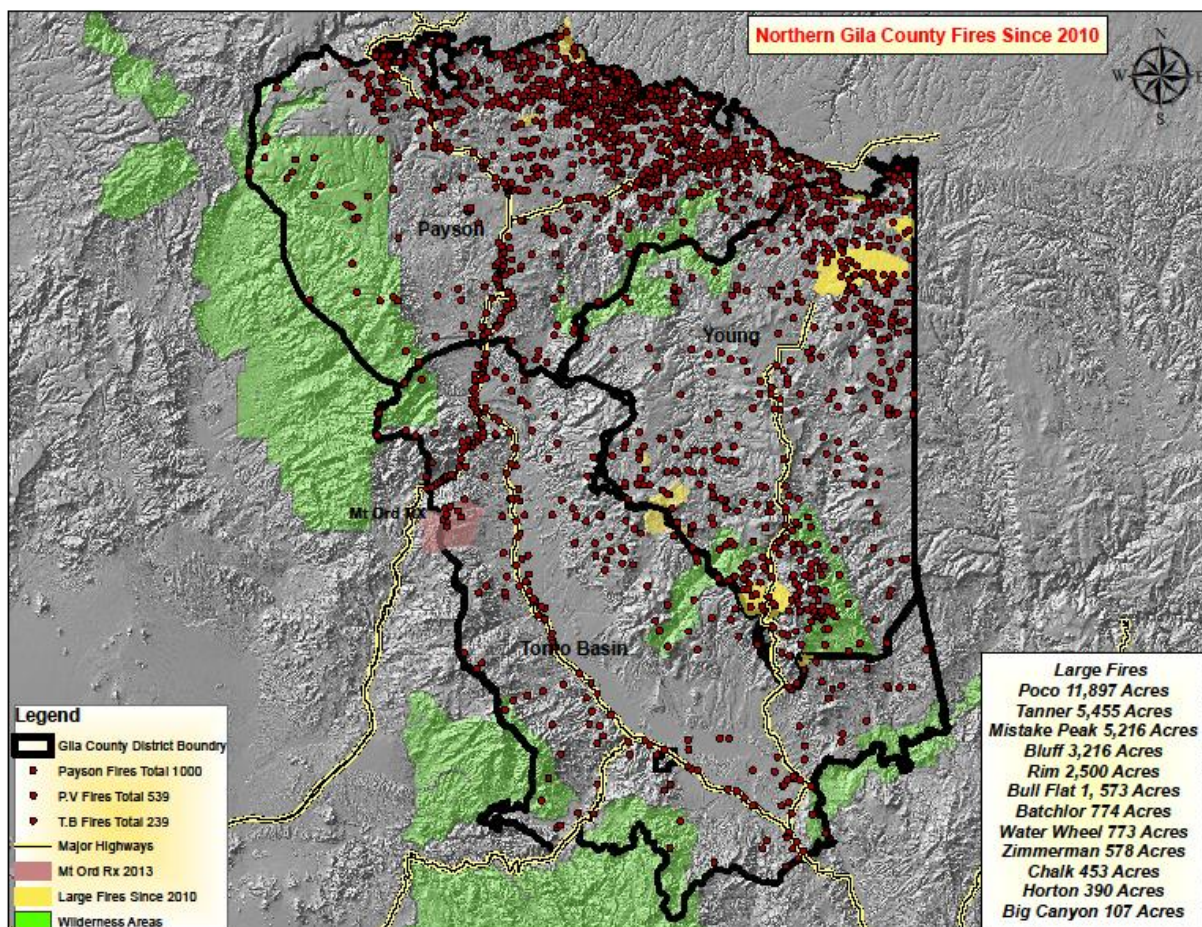 Northern Gila County Fires Since 2010
N
W
E
S
Payson
Young
Mt Ord Rx
Tonto Basin
Legend
Gila County District Boundry
Payson Fires Total 1000
P.V Fires Total 539
T.B Fires Total 239
Major Highways
Mt Ord Rx 2013
Large Fires Since 2010
Wilderness Areas
Large Fires
Poco 11,897 Acres
Tanner 5,455 Acres
Mistake Peak 5,216 Acres
Bluff 3,216 Acres
Rim 2,500 Acres
Bull Flat 1, 573 Acres
Batchlor 774 Acres
Water Wheel 773 Acres
Zimmerman 578 Acres
Chalk 453 Acres
Horton 390 Acres
Big Canyon 107 Acres